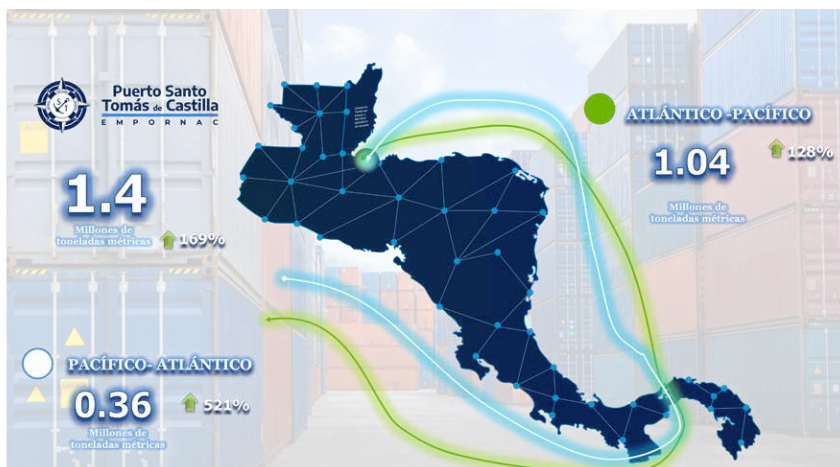 Puerto Santo
Tomás de Castilla
EMPORNAC
1.4
Millones de
toneladas métricas
169%
PACÍFICO- ATLÁNTICO
0.36
521%
Millones de
toneladas métricas
ATLÁNTICO -PACÍFICO
1.04
128%
Millones de
toneladas métricas